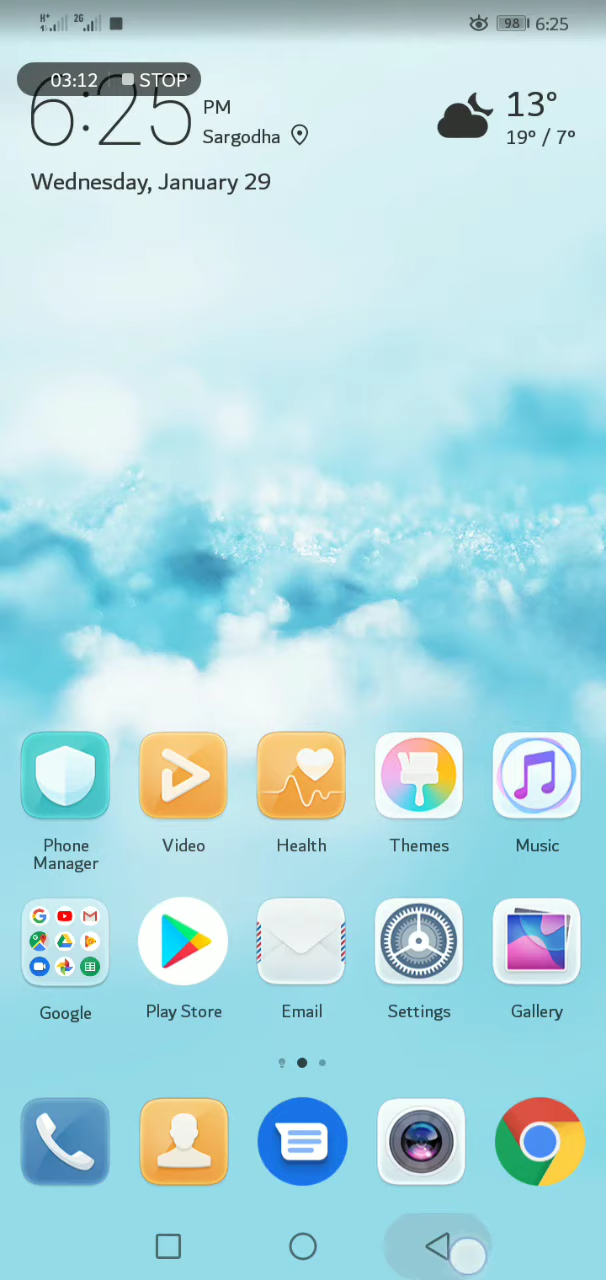 H+ 2G 98 6:25
03:12 STOP
6:25 PM
Sargodha
13°
19° / 7°
Wednesday, January 29
Phone Manager
Video
Health
Themes
Music
Google
Play Store
Email
Settings
Gallery